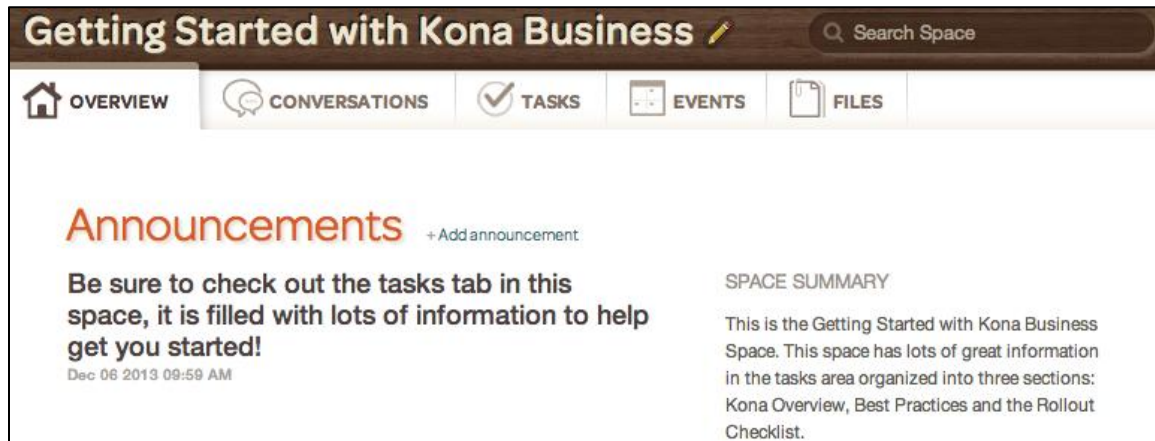 Getting Started with Kona Business
Search Space
OVERVIEW
CONVERSATIONS
TASKS
EVENTS
FILES
Announcements
+Add announcement
Be sure to check out the tasks tab in this
space, it is filled with lots of information to help
get you started!
Dec 06 2013 09:59 AM
SPACE SUMMARY
This is the Getting Started with Kona Business
Space. This space has lots of great information
in the tasks area organized into three sections:
Kona Overview, Best Practices and the Rollout
Checklist.